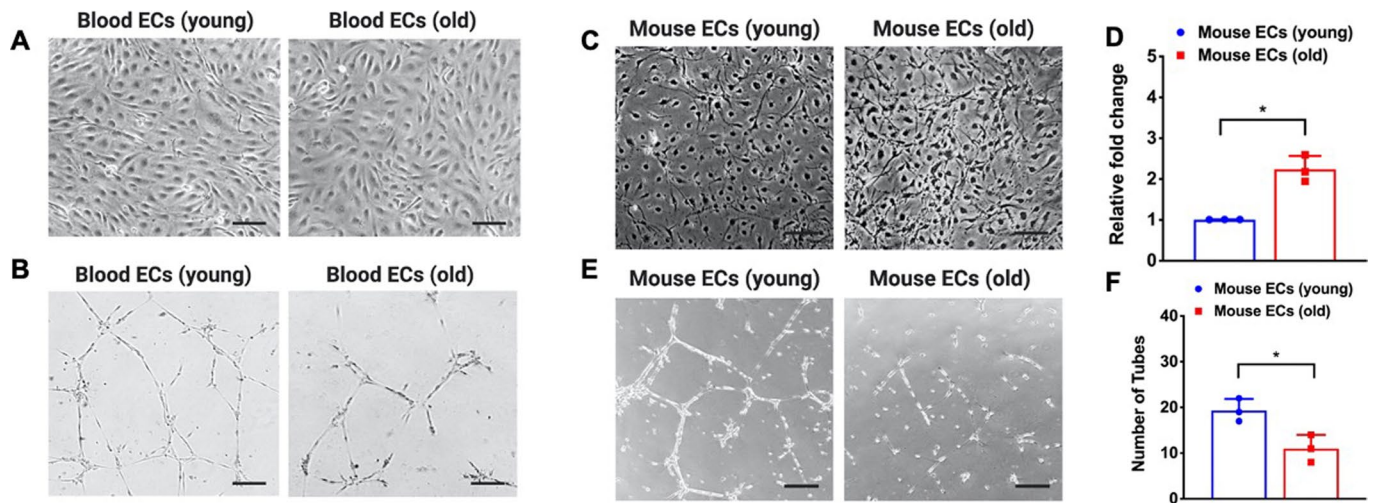 A
Blood ECs (young)
Blood ECs (old)
B
Blood ECs (young)
Blood ECs (old)
C
Mouse ECs (young)
Mouse ECs (old)
D
Mouse ECs (young)
Mouse ECs (old)
Relative fold change
5
4
3
2
1
0
*
E
Mouse ECs (young)
Mouse ECs (old)
F
Mouse ECs (young)
Mouse ECs (old)
Number of Tubes
40
30
20
10
0
*